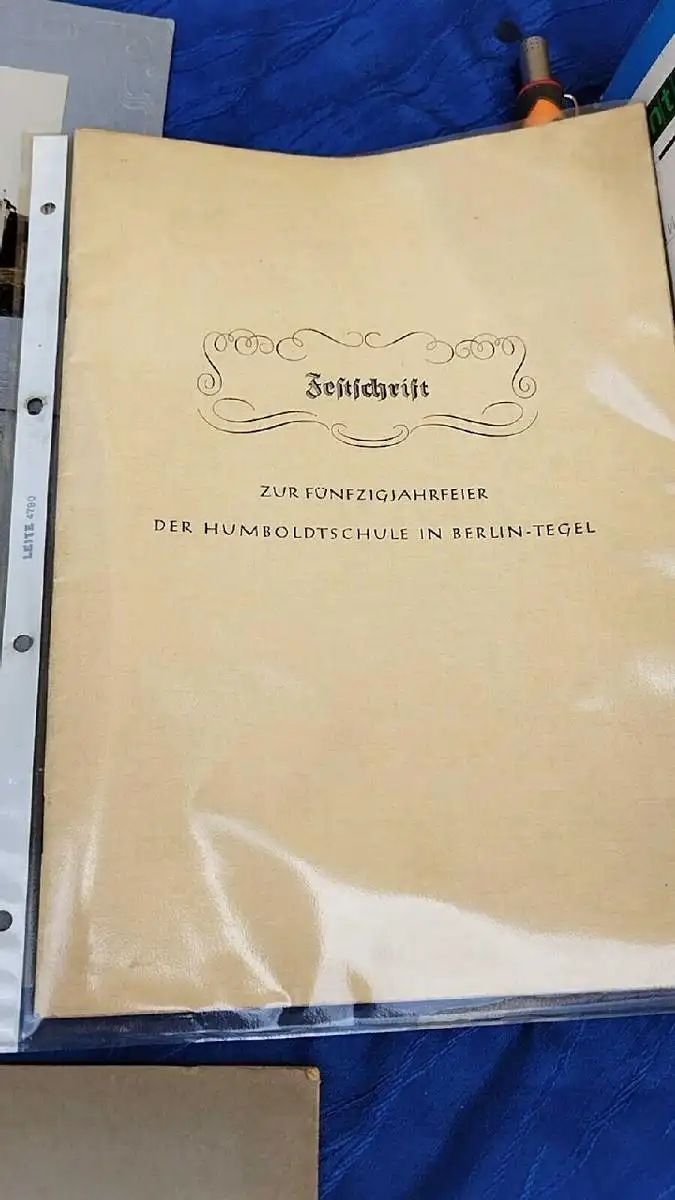 Festschrift
ZUR FÜNFZIGJAHRFEIER
DER HUMBOLDTSCHULE IN BERLIN-TEGEL
LEITZ 4790